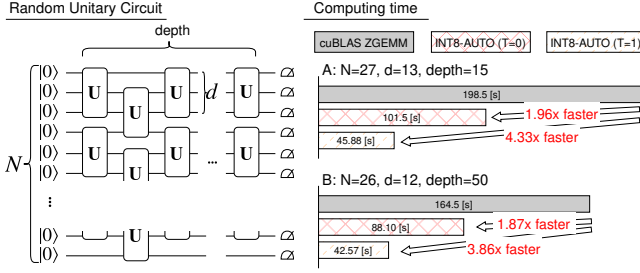 Random Unitary Circuit
depth
|0⟩
|0⟩
|0⟩
|0⟩
|0⟩
|0⟩
|0⟩
|0⟩
N
d
U U U
U
U U U
U
U
...
⋮
Computing time
cuBLAS ZGEMM INT8-AUTO (T=0) INT8-AUTO (T=1)
A: N=27, d=13, depth=15
198.5 [s]
101.5 [s] 1.96x faster
45.88 [s] 4.33x faster
B: N=26, d=12, depth=50
164.5 [s]
88.10 [s] 1.87x faster
42.57 [s] 3.86x faster